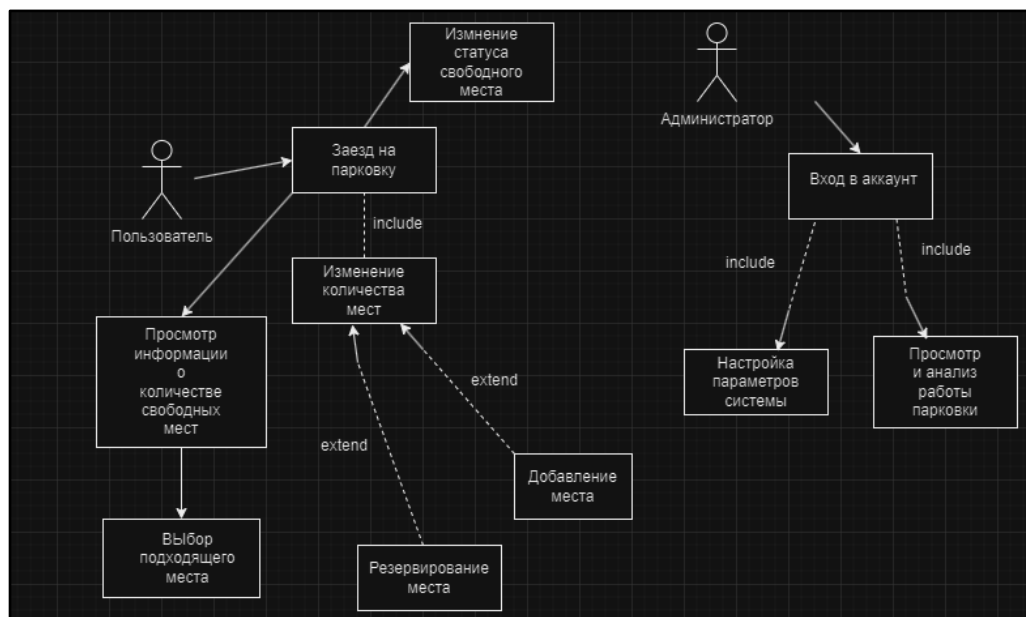 Измнение
статуса
свободного
места
Администратор
Заезд на
парковку
Вход в аккаунт
Пользователь
include
Изменение
количества
мест
include
include
Просмотр
информации
о
количестве
свободных
мест
Настройка
параметров
системы
Просмотр
и анализ
работы
парковки
extend
extend
Добавление
места
ВЫбор
подходящего
места
Резервирование
места